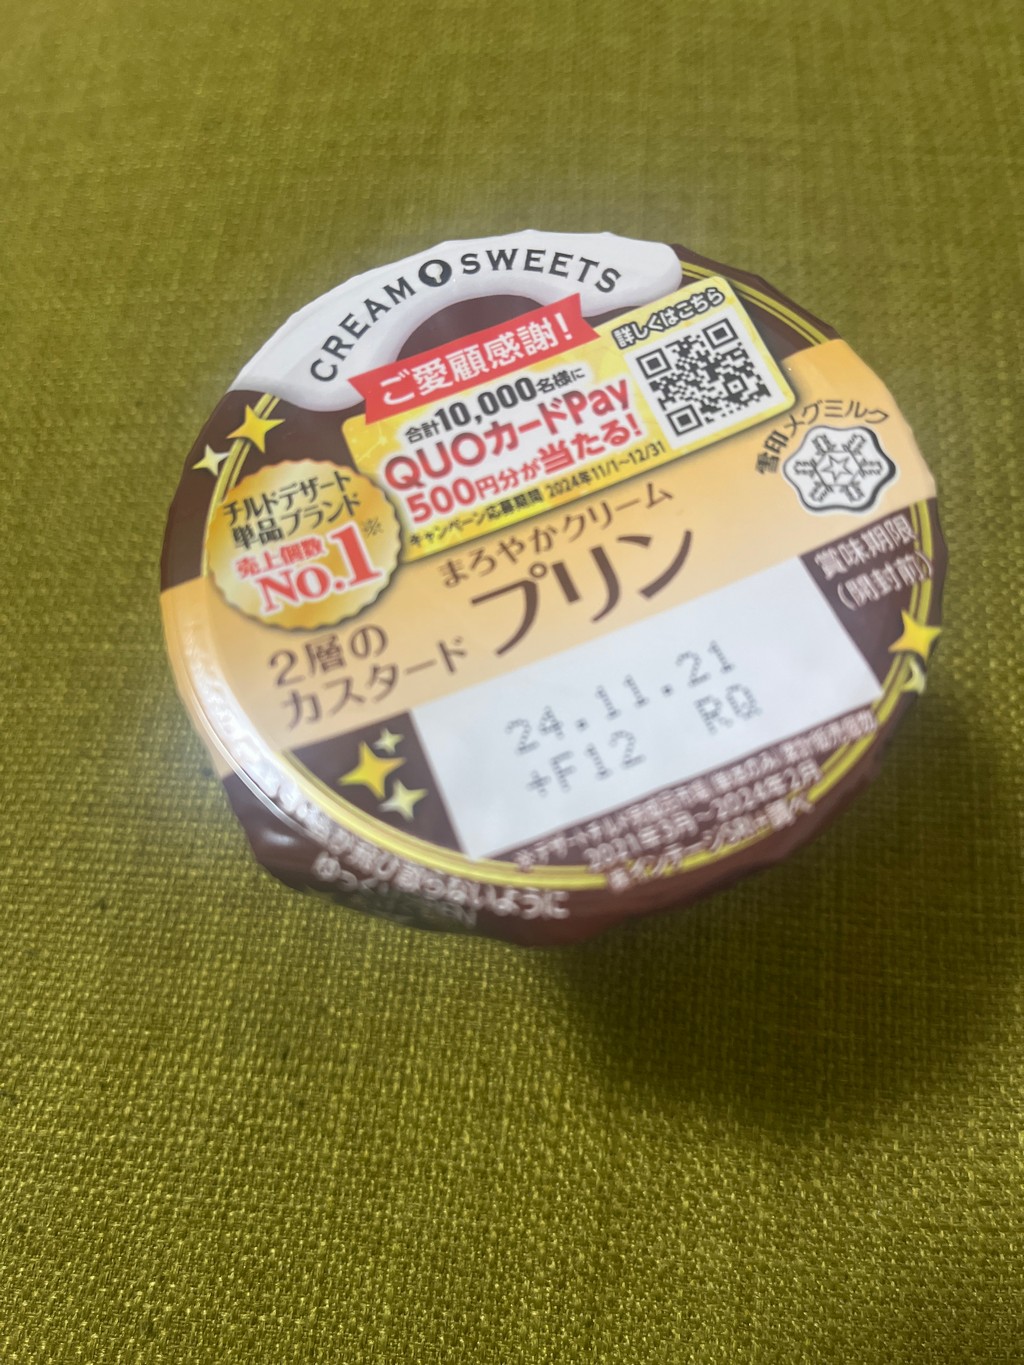 CREAM SWEETS
ご愛顧感謝!
合計10,000名様に
QUOカードPay
500円分が当たる!
キャンペーン応募期間 2024年11/1〜12/31
詳しくはこちら
雪印メグミルク
チルドデザート
単品ブランド※
売上個数
No.1
まろやかクリーム
プリン
2層の
カスタード
賞味期限
(開封前)
24.11.21
+F12 RQ
2021年3月〜2024年2月
ないように